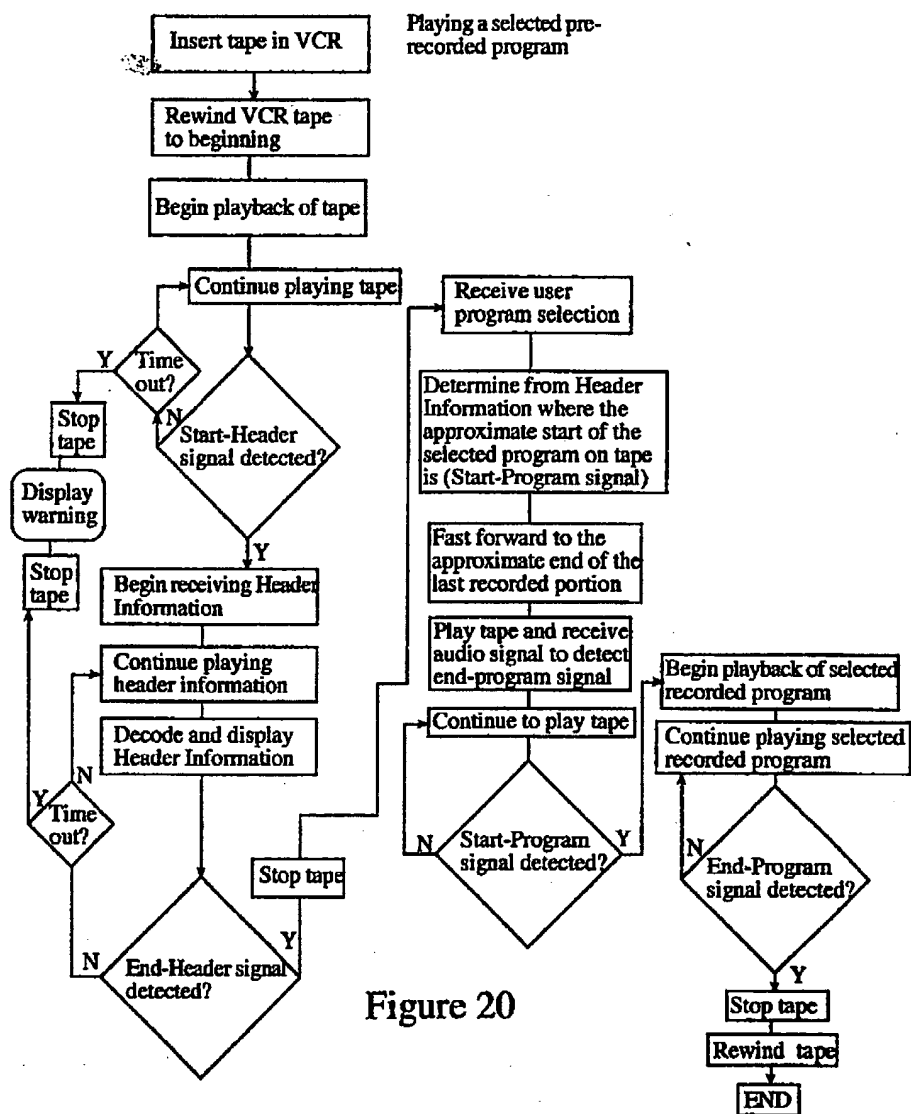 Playing a selected pre-
recorded program
Insert tape in VCR
Rewind VCR tape
to beginning
Begin playback of tape
Continue playing tape
Y
Time
out?
N
Stop
tape
Start-Header
signal detected?
Display
warning
Stop
tape
Y
Begin receiving Header
Information
Continue playing
header information
Decode and display
Header Information
N
Y
Time
out?
Stop tape
N
Y
End-Header signal
detected?
Receive user
program selection
Determine from Header
Information where the
approximate start of the
selected program on tape
is (Start-Program signal)
Fast forward to the
approximate end of the
last recorded portion
Play tape and receive
audio signal to detect
end-program signal
Continue to play tape
N
Start-Program
signal detected?
Y
Begin playback of selected
recorded program
Continue playing selected
recorded program
N
End-Program
signal detected?
Y
Stop tape
Rewind tape
END
Figure 20